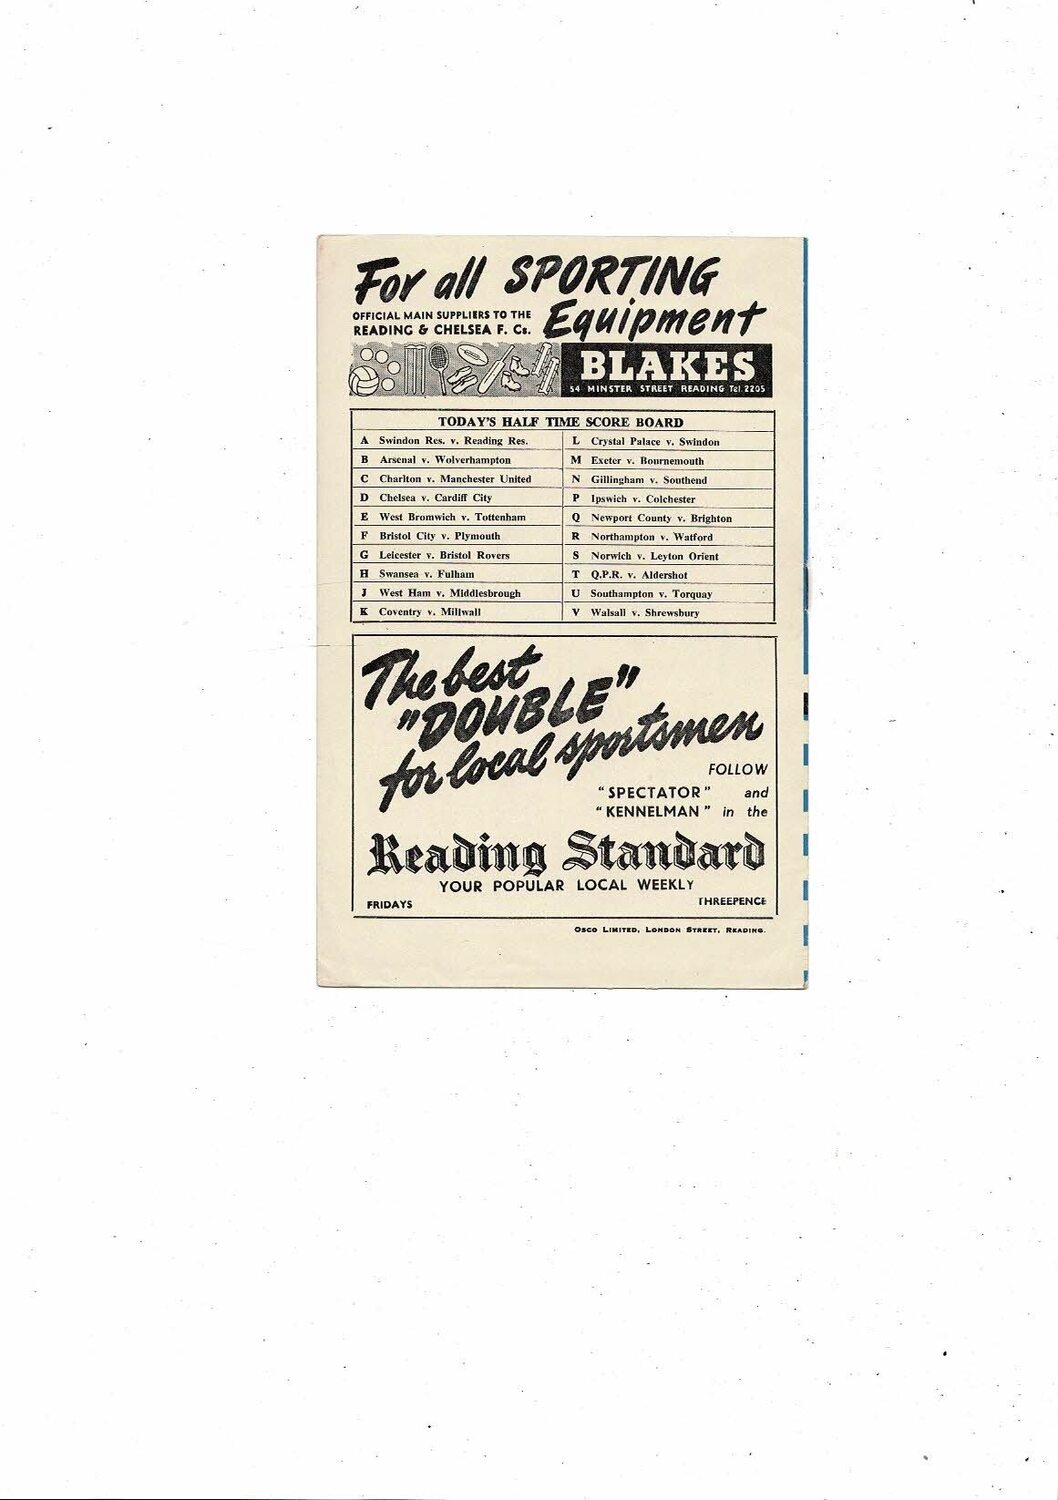 For all SPORTING
OFFICIAL MAIN SUPPLIERS TO THE
READING & CHELSEA F. Cs.
Equipment
BLAKES
54 MINSTER STREET READING Tel. 2205
TODAY'S HALF TIME SCORE BOARD
A Swindon Res. v. Reading Res.
B Arsenal v. Wolverhampton
C Charlton v. Manchester United
D Chelsea v. Cardiff City
E West Bromwich v. Tottenham
F Bristol City v. Plymouth
G Leicester v. Bristol Rovers
H Swansea v. Fulham
J West Ham v. Middlesbrough
K Coventry v. Millwall
L Crystal Palace v. Swindon
M Exeter v. Bournemouth
N Gillingham v. Southend
P Ipswich v. Colchester
Q Newport County v. Brighton
R Northampton v. Watford
S Norwich v. Leyton Orient
T Q.P.R. v. Aldershot
U Southampton v. Torquay
V Walsall v. Shrewsbury
The best
"DOUBLE"
for local sportsmen
FOLLOW
"SPECTATOR" and
"KENNELMAN" in the
Reading Standard
YOUR POPULAR LOCAL WEEKLY
FRIDAYS THREEPENCE
Osco Limited, London Street, Reading.